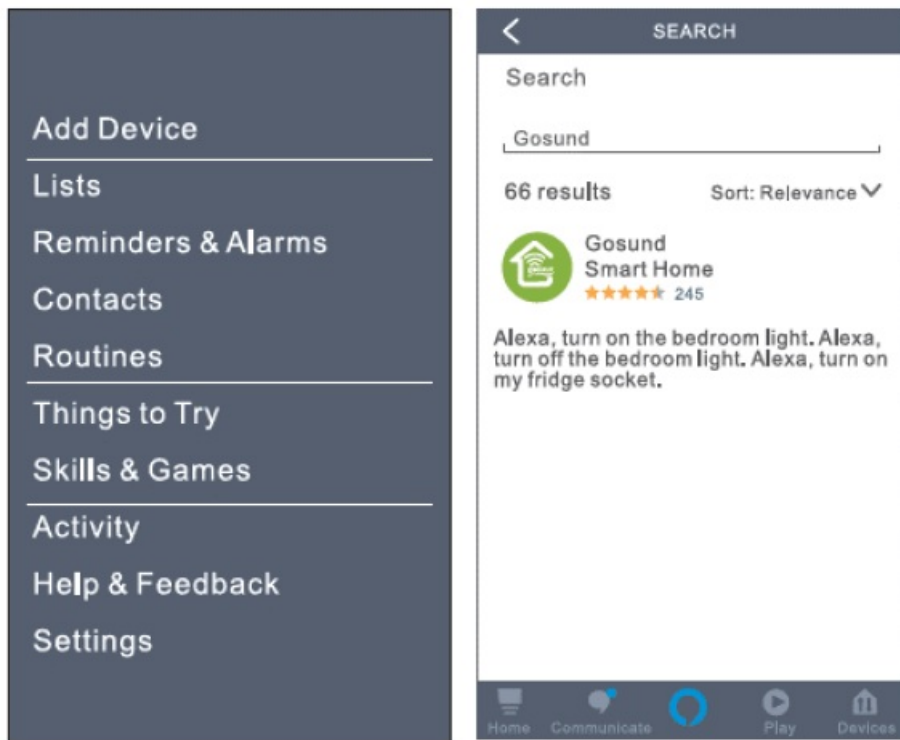 Add Device
Lists
Reminders & Alarms
Contacts
Routines
Things to Try
Skills & Games
Activity
Help & Feedback
Settings
SEARCH
Search
Gosund
66 results Sort: Relevance
Gosund
Smart Home
245
Alexa, turn on the bedroom light. Alexa,
turn off the bedroom light. Alexa, turn on
my fridge socket.
Home Communicate Play Devices